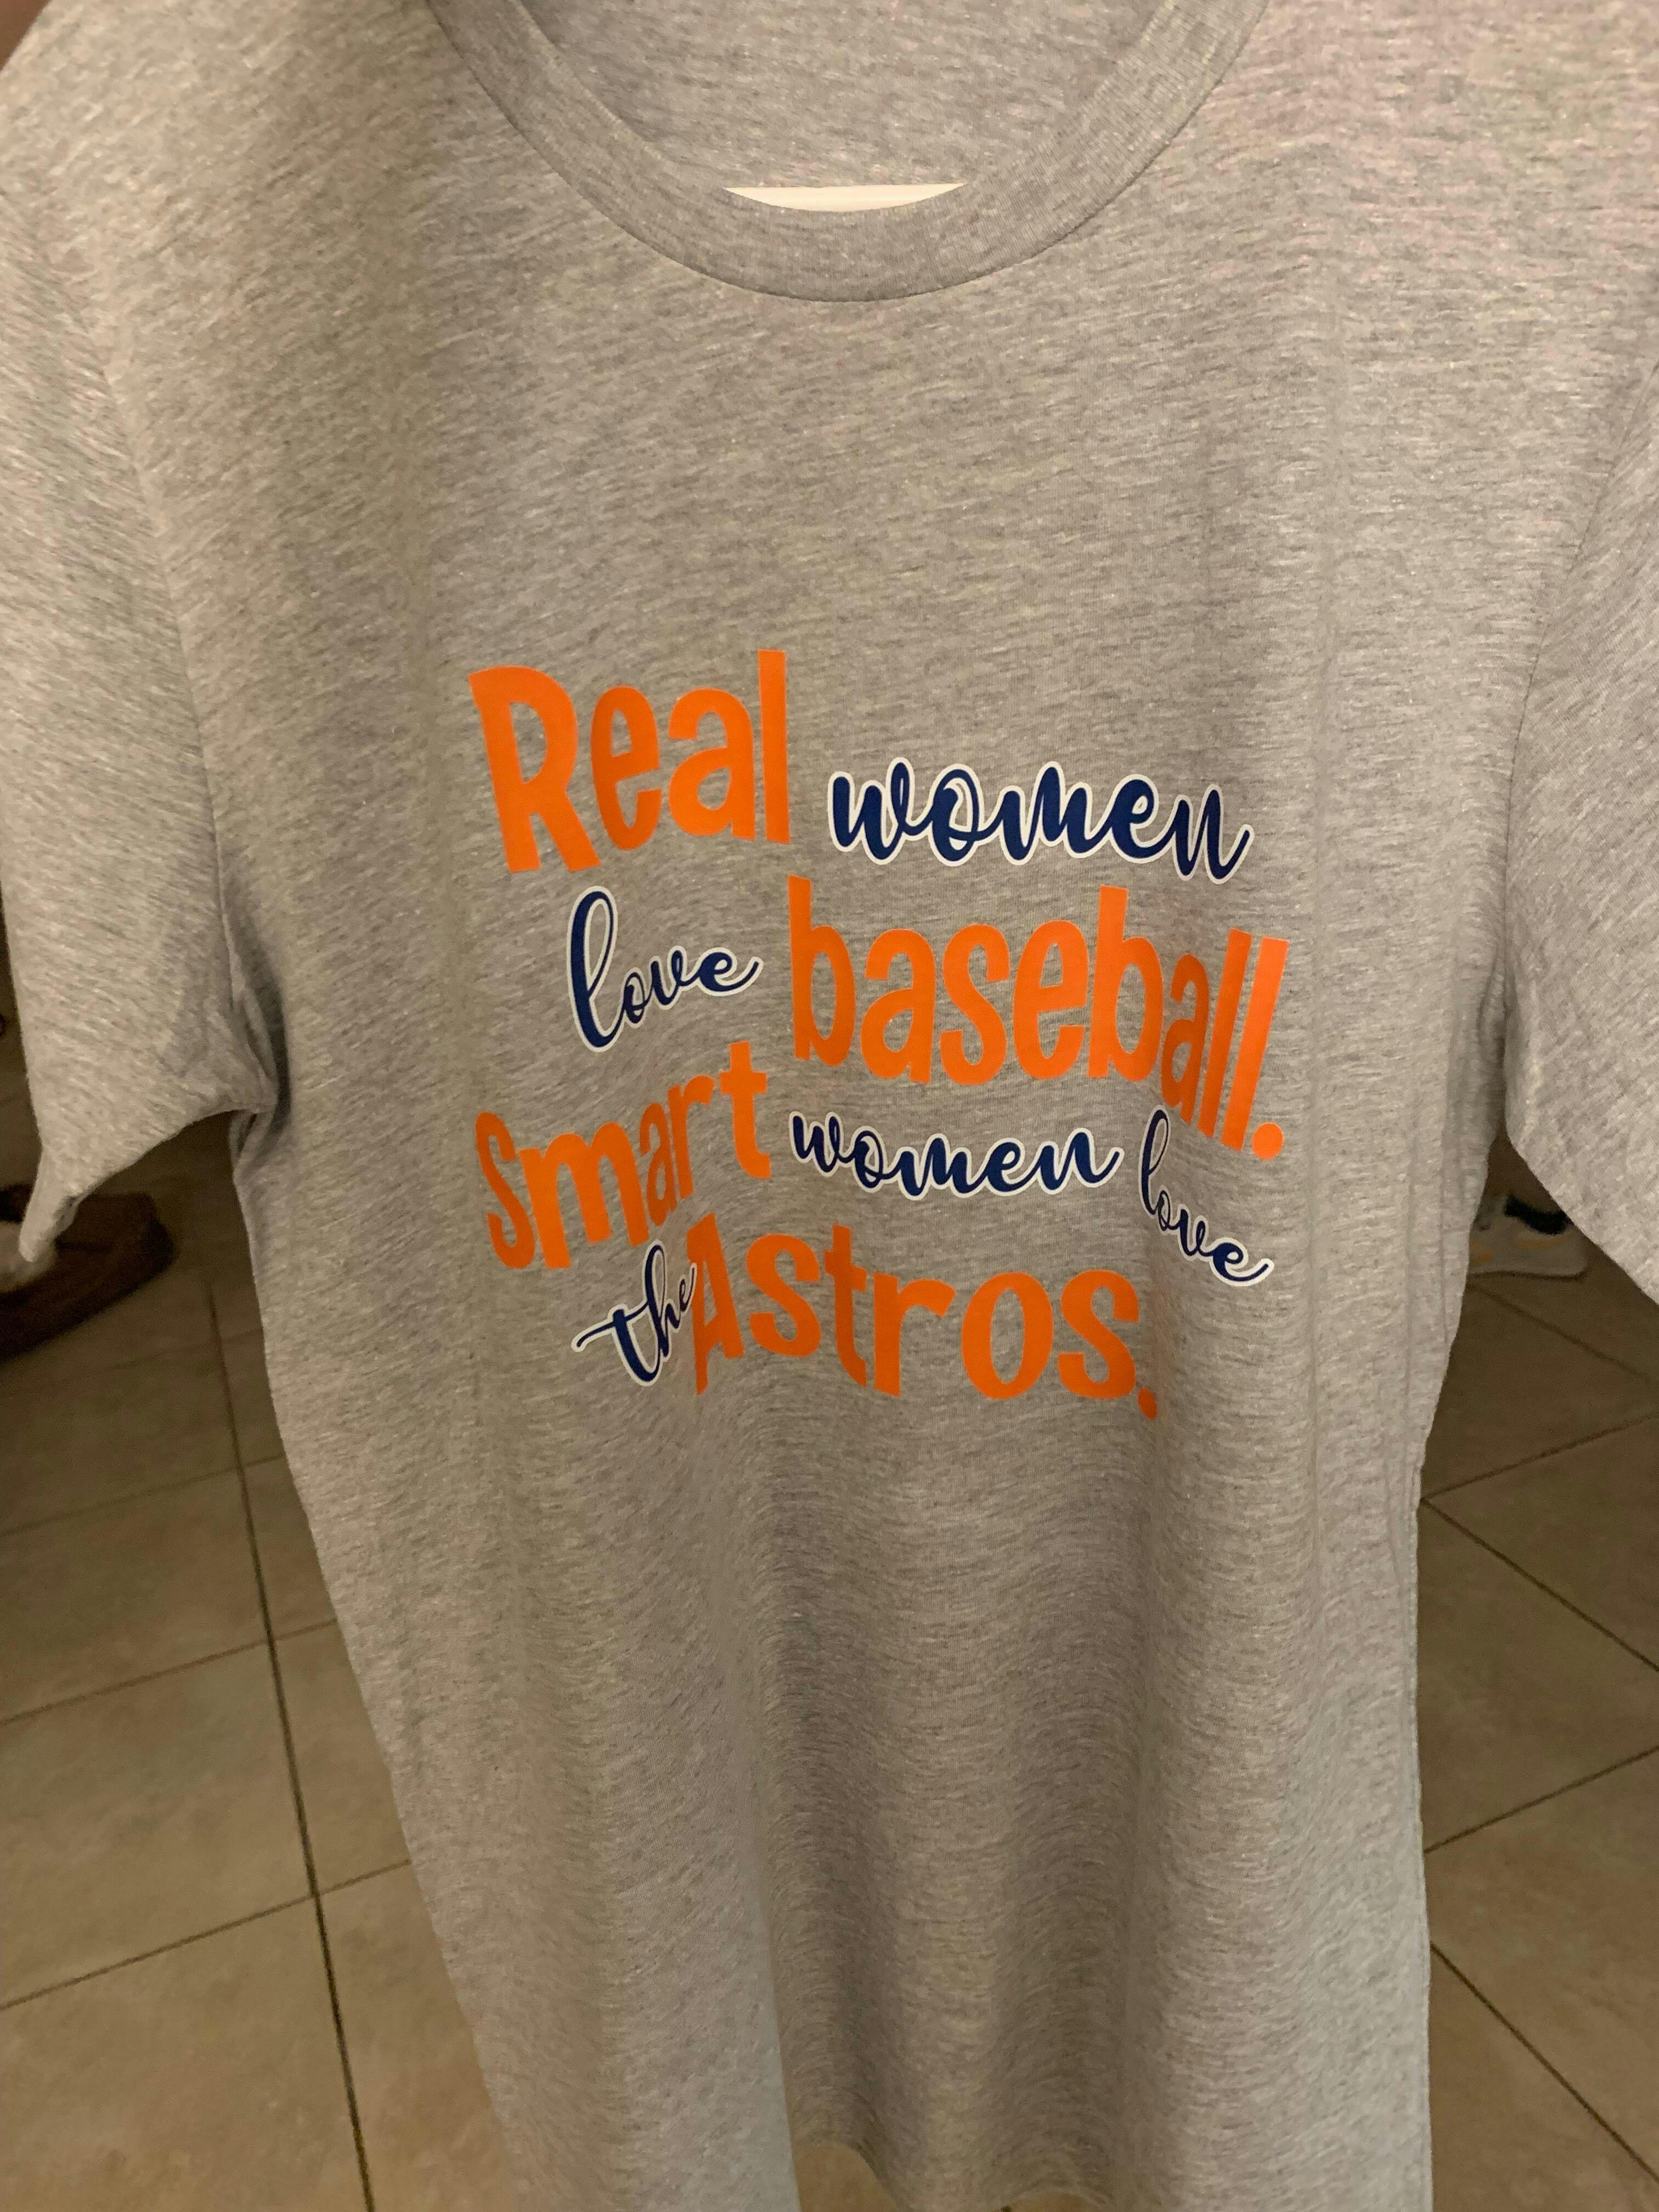 Real women
love baseball.
Smart women love
the Astros.